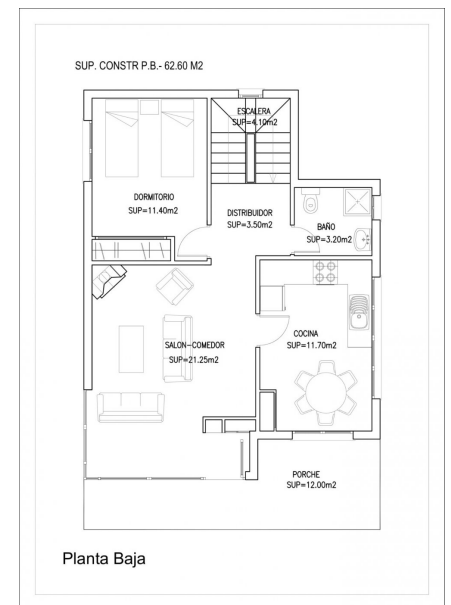 SUP. CONSTR P.B.- 62.60 M2
ESCALERA
SUP=4.10m2
DORMITORIO
SUP=11.40m2
DISTRIBUIDOR
SUP=3.50m2
BAÑO
SUP=3.20m2
SALON-COMEDOR
SUP=21.25m2
COCINA
SUP=11.70m2
PORCHE
SUP=12.00m2
Planta Baja